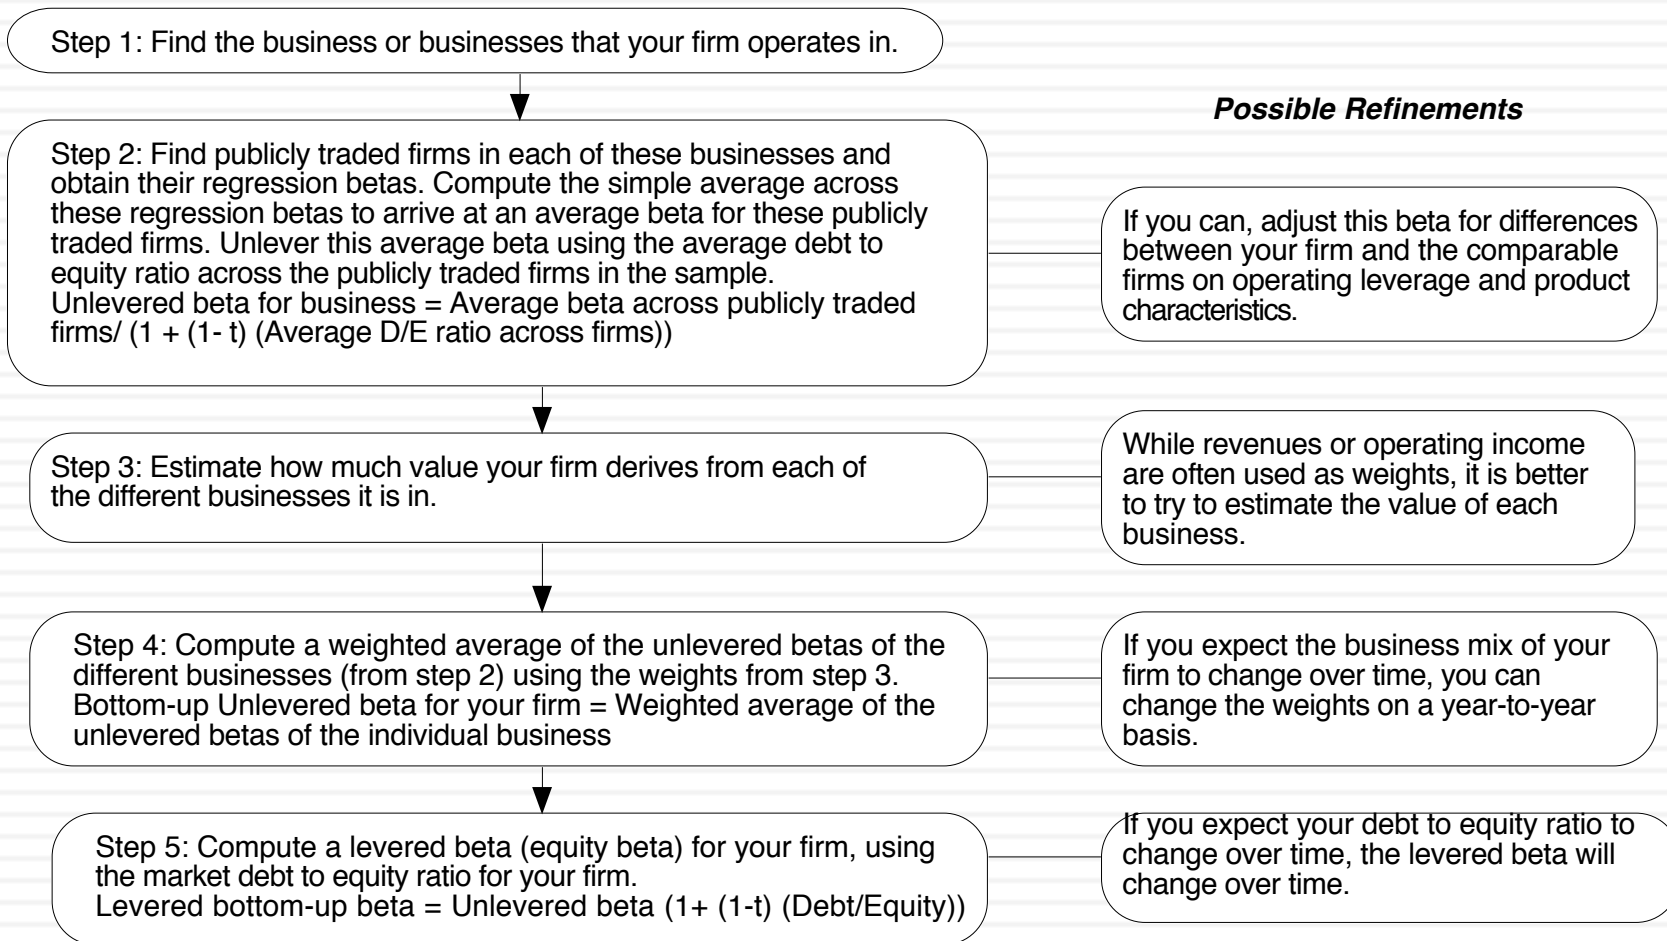 Step 1: Find the business or businesses that your firm operates in.
Possible Refinements
Step 2: Find publicly traded firms in each of these businesses and
obtain their regression betas. Compute the simple average across
these regression betas to arrive at an average beta for these publicly
traded firms. Unlever this average beta using the average debt to
equity ratio across the publicly traded firms in the sample.
Unlevered beta for business = Average beta across publicly traded
firms/ (1 + (1- t) (Average D/E ratio across firms))
If you can, adjust this beta for differences
between your firm and the comparable
firms on operating leverage and product
characteristics.
Step 3: Estimate how much value your firm derives from each of
the different businesses it is in.
While revenues or operating income
are often used as weights, it is better
to try to estimate the value of each
business.
Step 4: Compute a weighted average of the unlevered betas of the
different businesses (from step 2) using the weights from step 3.
Bottom-up Unlevered beta for your firm = Weighted average of the
unlevered betas of the individual business
If you expect the business mix of your
firm to change over time, you can
change the weights on a year-to-year
basis.
Step 5: Compute a levered beta (equity beta) for your firm, using
the market debt to equity ratio for your firm.
Levered bottom-up beta = Unlevered beta (1+ (1-t) (Debt/Equity))
If you expect your debt to equity ratio to
change over time, the levered beta will
change over time.